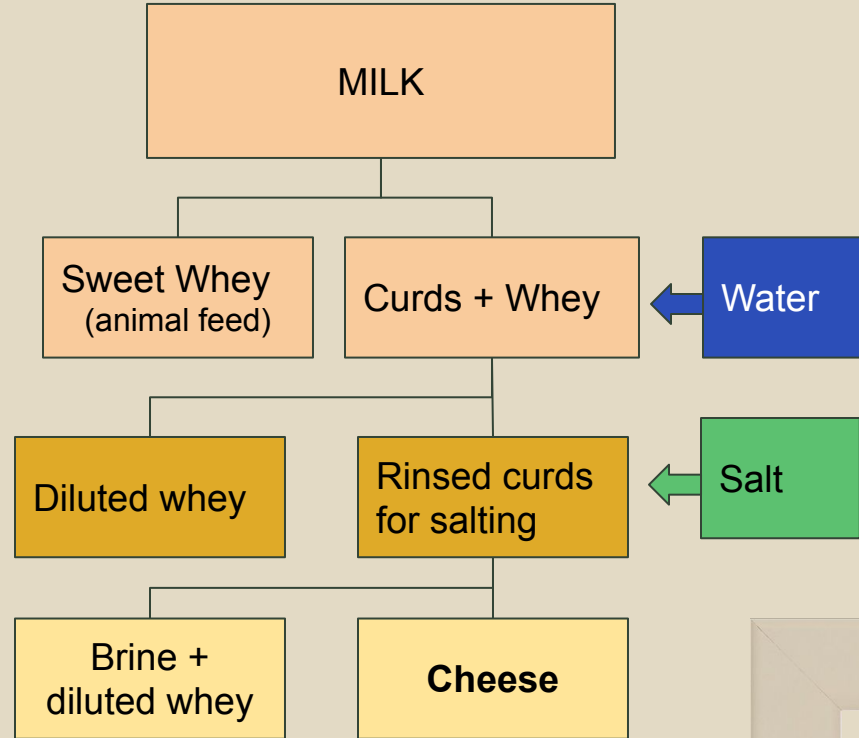 MILK
Sweet Whey
(animal feed)
Curds + Whey
Water
Diluted whey
Rinsed curds
for salting
Salt
Brine +
diluted whey
Cheese